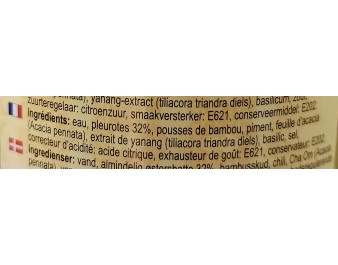 pennata), yanang-extract (tiliacora triandra diels), basilicum, zout,
zuurteregelaar: citroenzuur, smaakversterker: E621, conserveermiddel: E202.
Ingrédients: eau, pleurotes 32%, pousses de bambou, piment, feuille d'acacia
(Acacia pennata), extrait de yanang (tiliacora triandra diels), basilic, sel,
correcteur d'acidité: acide citrique, exhausteur de goût: E621, conservateur: E202.
Ingredienser: vand, almindelig østershatte 32%, bambusskud, chili, Cha Om (Acacia